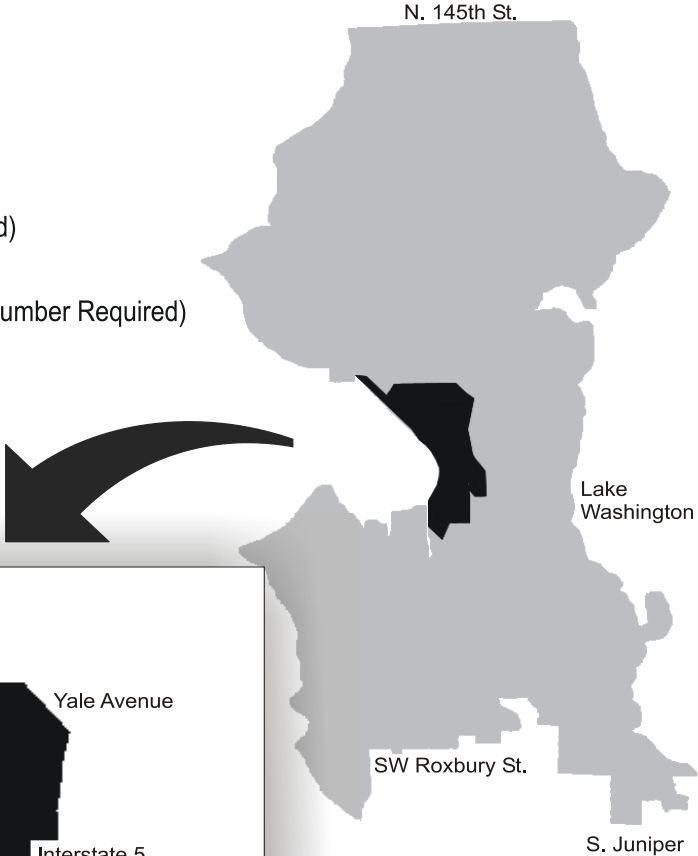 N. 145th St.
d)
umber Required)
Lake
Washington
Yale Avenue
SW Roxbury St.
S. Juniper
Interstate 5